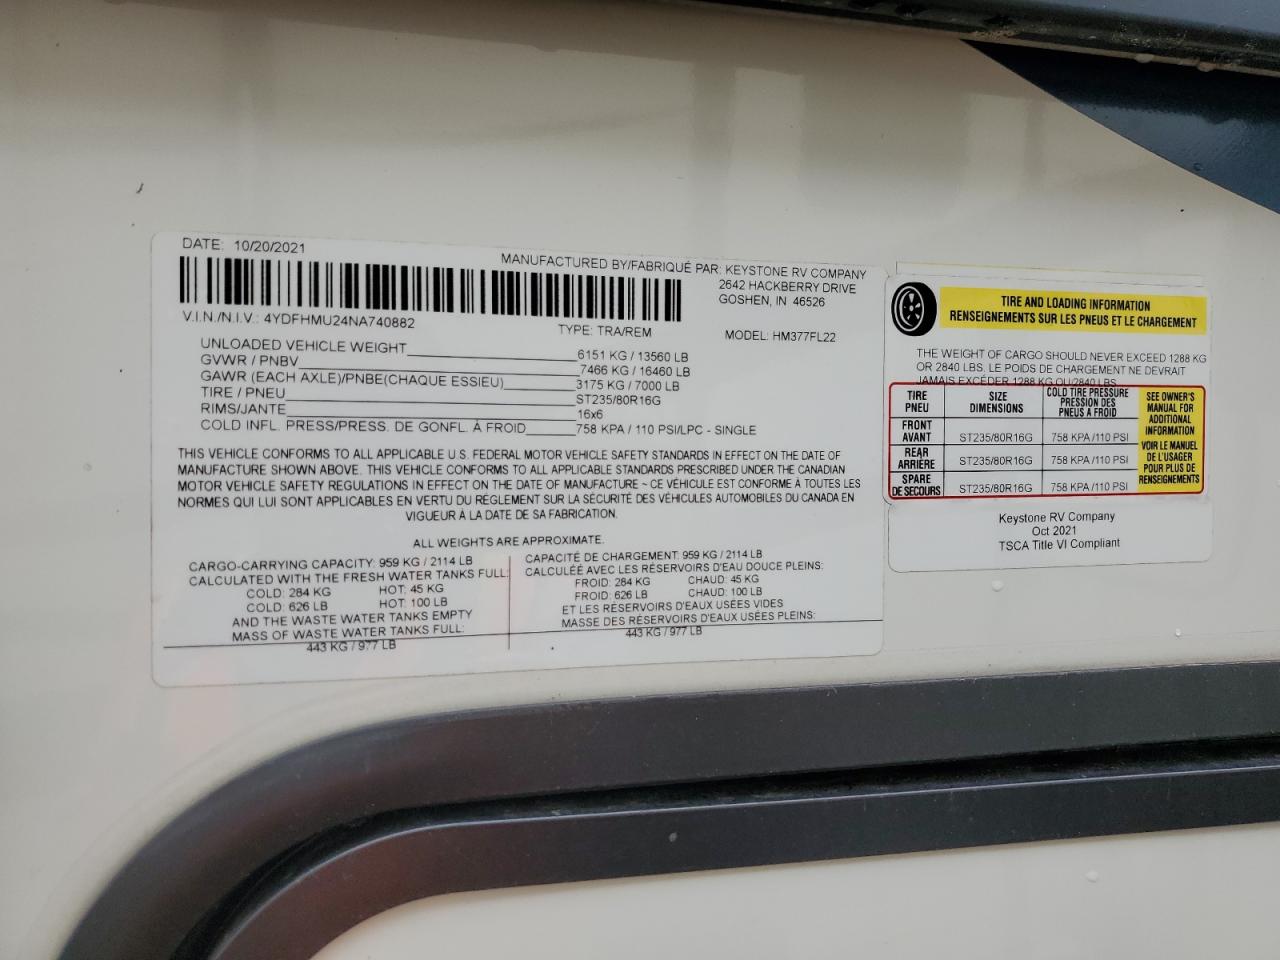 DATE: 10/20/2021
MANUFACTURED BY/FABRIQUÉ PAR: KEYSTONE RV COMPANY
2642 HACKBERRY DRIVE
GOSHEN, IN 46526
V.I.N./N.I.V.: 4YDFHMU24NA740882
TYPE: TRA/REM
MODEL: HM377FL22
UNLOADED VEHICLE WEIGHT 6151 KG / 13560 LB
GVWR / PNBV 7466 KG / 16460 LB
GAWR (EACH AXLE)/PNBE(CHAQUE ESSIEU) 3175 KG / 7000 LB
TIRE / PNEU ST235/80R16G
RIMS/JANTE 16x6
COLD INFL. PRESS/PRESS. DE GONFL. À FROID 758 KPA / 110 PSI/LPC - SINGLE
THIS VEHICLE CONFORMS TO ALL APPLICABLE U.S. FEDERAL MOTOR VEHICLE SAFETY STANDARDS IN EFFECT ON THE DATE OF
MANUFACTURE SHOWN ABOVE. THIS VEHICLE CONFORMS TO ALL APPLICABLE STANDARDS PRESCRIBED UNDER THE CANADIAN
MOTOR VEHICLE SAFETY REGULATIONS IN EFFECT ON THE DATE OF MANUFACTURE ~ CE VÉHICULE EST CONFORME À TOUTES LES
NORMES QUI LUI SONT APPLICABLES EN VERTU DU RÉGLEMENT SUR LA SÉCURITÉ DES VÉHICULES AUTOMOBILES DU CANADA EN
VIGUEUR À LA DATE DE SA FABRICATION.
ALL WEIGHTS ARE APPROXIMATE.
CARGO-CARRYING CAPACITY: 959 KG / 2114 LB
CALCULATED WITH THE FRESH WATER TANKS FULL:
COLD: 284 KG HOT: 45 KG
COLD: 626 LB HOT: 100 LB
AND THE WASTE WATER TANKS EMPTY
MASS OF WASTE WATER TANKS FULL:
443 KG / 977 LB
CAPACITÉ DE CHARGEMENT: 959 KG / 2114 LB
CALCULÉE AVEC LES RÉSERVOIRS D'EAU DOUCE PLEINS:
FROID: 284 KG CHAUD: 45 KG
FROID: 626 LB CHAUD: 100 LB
ET LES RÉSERVOIRS D'EAUX USÉES VIDES
MASSE DES RÉSERVOIRS D'EAUX USÉES PLEINS:
443 KG / 977 LB
TIRE AND LOADING INFORMATION
RENSEIGNEMENTS SUR LES PNEUS ET LE CHARGEMENT
THE WEIGHT OF CARGO SHOULD NEVER EXCEED 1288 KG
OR 2840 LBS. LE POIDS DE CHARGEMENT NE DEVRAIT
JAMAIS EXCÉDER 1288 KG OU/2840 LBS
TIRE SIZE COLD TIRE PRESSURE
PNEU DIMENSIONS PRESSION DES
PNEUS A FROID
FRONT
AVANT ST235/80R16G 758 KPA /110 PSI
REAR
ARRIÈRE ST235/80R16G 758 KPA /110 PSI
SPARE
DE SECOURS ST235/80R16G 758 KPA /110 PSI
SEE OWNER'S
MANUAL FOR
ADDITIONAL
INFORMATION
VOIR LE MANUEL
DE L'USAGER
POUR PLUS DE
RENSEIGNEMENTS
Keystone RV Company
Oct 2021
TSCA Title VI Compliant